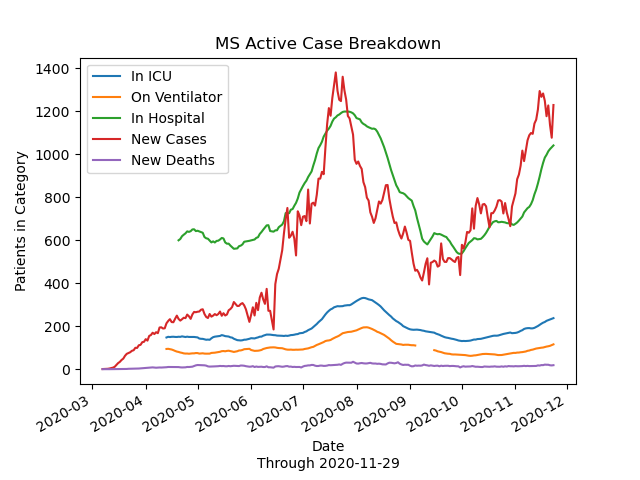 MS Active Case Breakdown
1400
1200
1000
800
600
400
200
0
Patients in Category
In ICU
On Ventilator
In Hospital
New Cases
New Deaths
2020-03
2020-04
2020-05
2020-06
2020-07
2020-08
2020-09
2020-10
2020-11
2020-12
Date
Through 2020-11-29